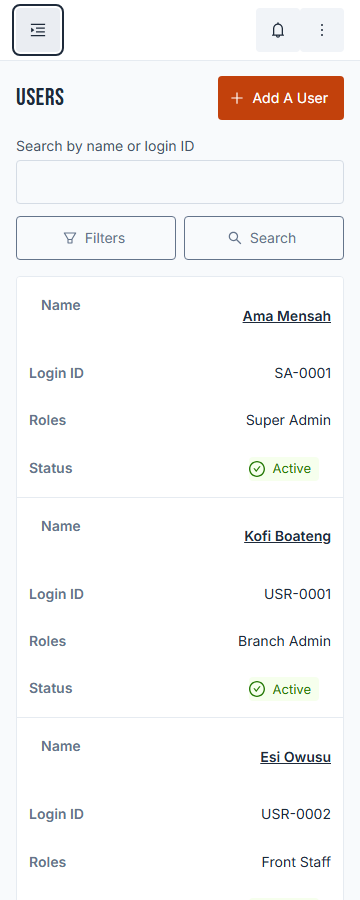 USERS
Add A User
Search by name or login ID
Filters
Search
Name
Ama Mensah
Login ID
SA-0001
Roles
Super Admin
Status
Active
Name
Kofi Boateng
Login ID
USR-0001
Roles
Branch Admin
Status
Active
Name
Esi Owusu
Login ID
USR-0002
Roles
Front Staff